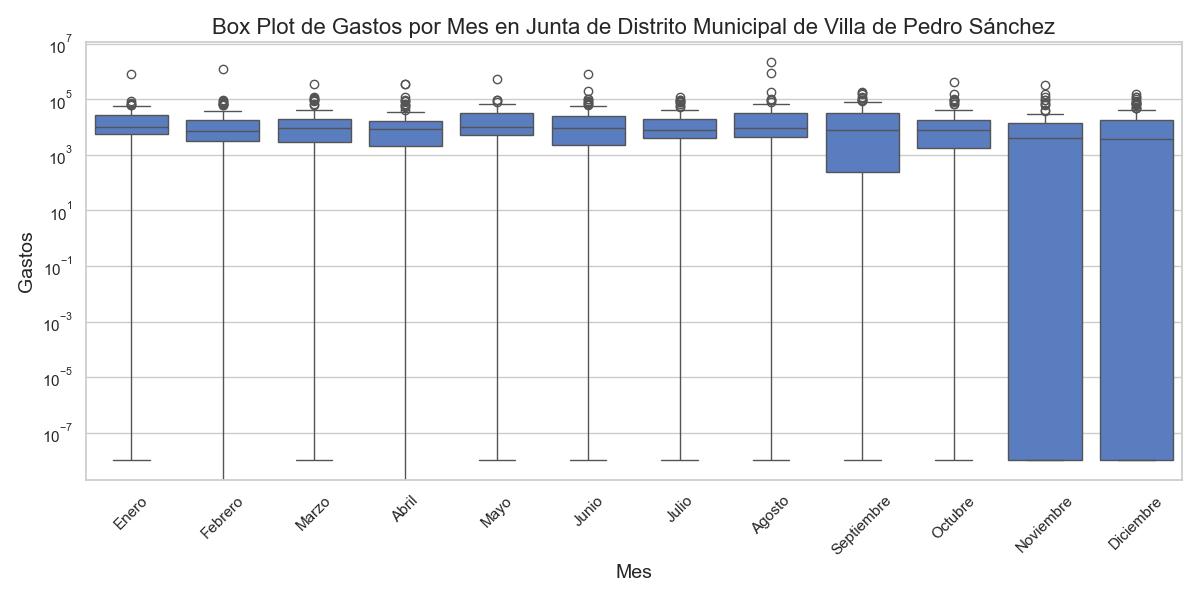 Box Plot de Gastos por Mes en Junta de Distrito Municipal de Villa de Pedro Sánchez
10^7
10^5
10^3
10^1
10^−1
10^−3
10^−5
10^−7
Gastos
Enero
Febrero
Marzo
Abril
Mayo
Junio
Julio
Agosto
Septiembre
Octubre
Noviembre
Diciembre
Mes